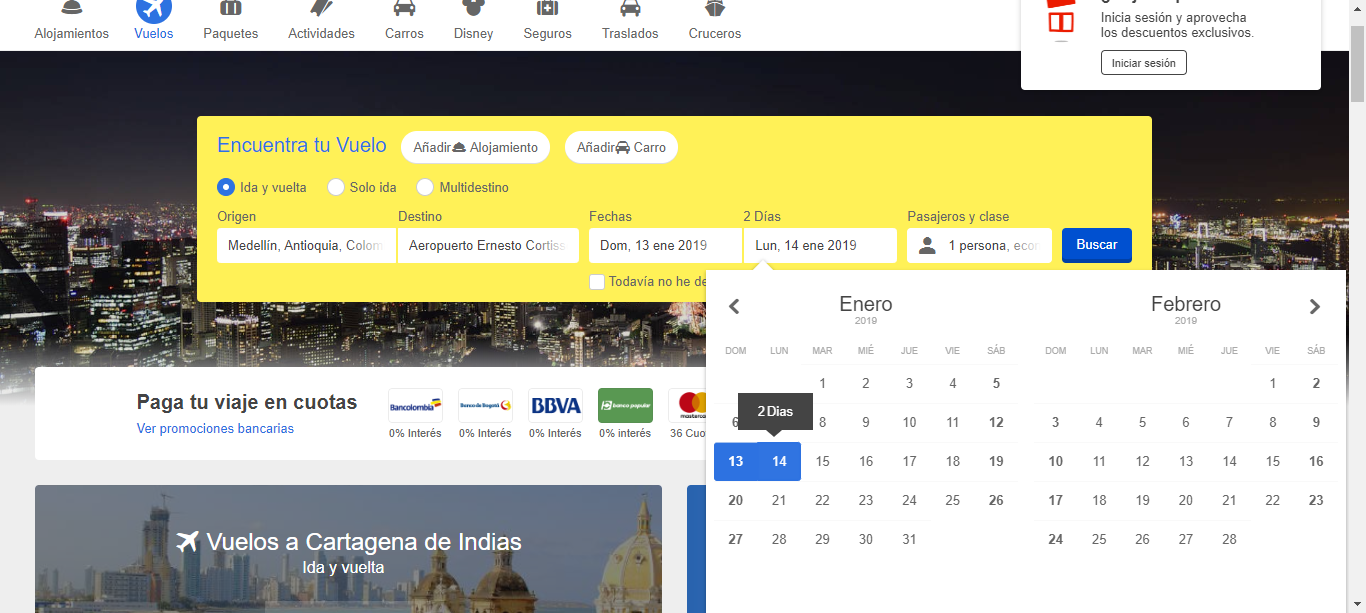 Alojamientos
Vuelos
Paquetes
Actividades
Carros
Disney
Seguros
Traslados
Cruceros
Inicia sesión y aprovecha
los descuentos exclusivos.
Iniciar sesión
Encuentra tu Vuelo
Añadir Alojamiento
Añadir Carro
Ida y vuelta
Solo ida
Multidestino
Origen
Destino
Fechas
2 Días
Pasajeros y clase
Medellín, Antioquia, Colom
Aeropuerto Ernesto Cortiss
Dom, 13 ene 2019
Lun, 14 ene 2019
1 persona, econ
Buscar
Todavía no he de
Enero
2019
Febrero
2019
DOM LUN MAR MIÉ JUE VIE SÁB
1 2 3 4 5
6 8 9 10 11 12
2 Dias
13 14 15 16 17 18 19
20 21 22 23 24 25 26
27 28 29 30 31
DOM LUN MAR MIÉ JUE VIE SÁB
1 2
3 4 5 6 7 8 9
10 11 12 13 14 15 16
17 18 19 20 21 22 23
24 25 26 27 28
Paga tu viaje en cuotas
Ver promociones bancarias
Bancolombia
0% Interés
Banco de Bogotá
0% Interés
BBVA
0% Interés
banco popular
0% interés
mastercard
36 Cuo
Vuelos a Cartagena de Indias
Ida y vuelta